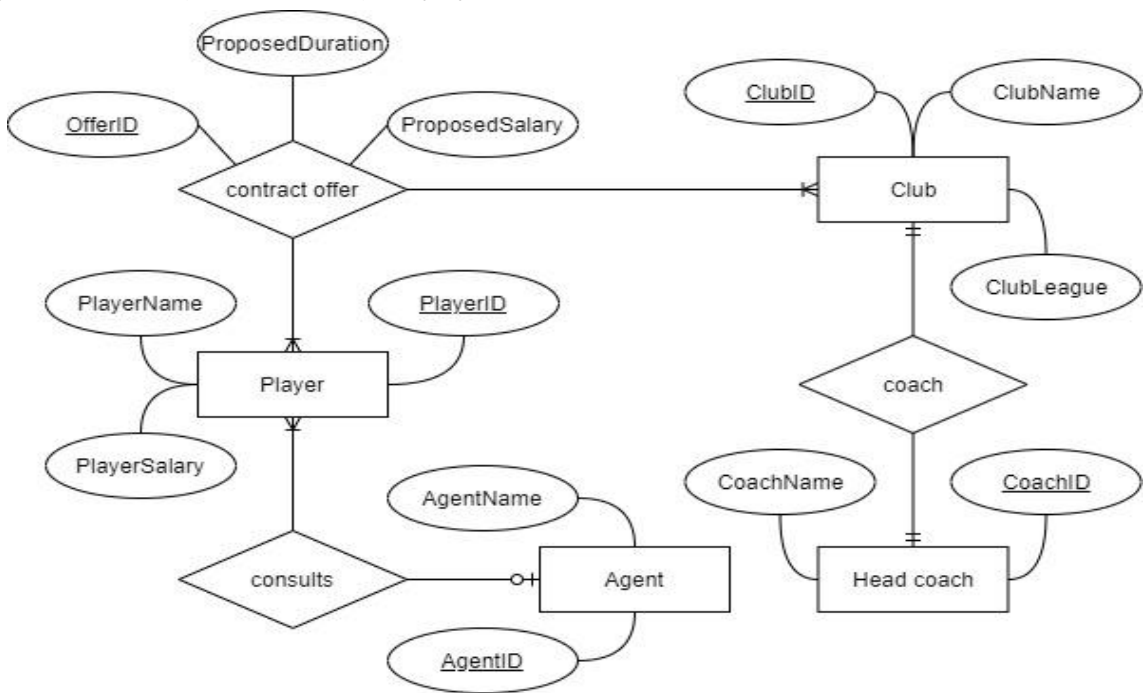 ProposedDuration
OfferID
ProposedSalary
contract offer
ClubID
ClubName
Club
ClubLeague
PlayerName
PlayerID
Player
PlayerSalary
coach
CoachName
CoachID
Head coach
AgentName
consults
Agent
AgentID